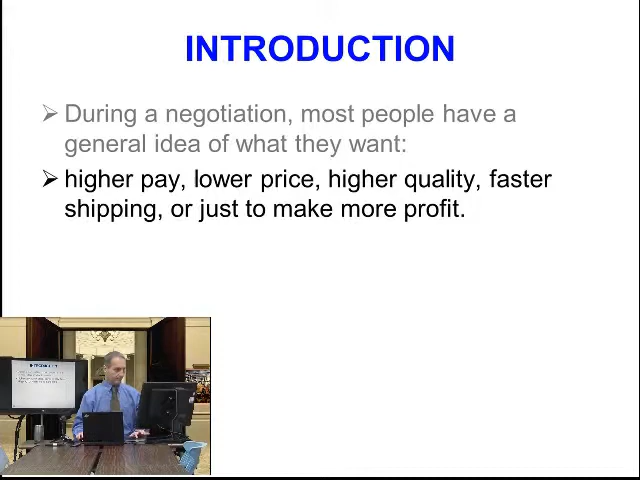 INTRODUCTION
➢ During a negotiation, most people have a
general idea of what they want:
➢ higher pay, lower price, higher quality, faster
shipping, or just to make more profit.
INTRODUCTION